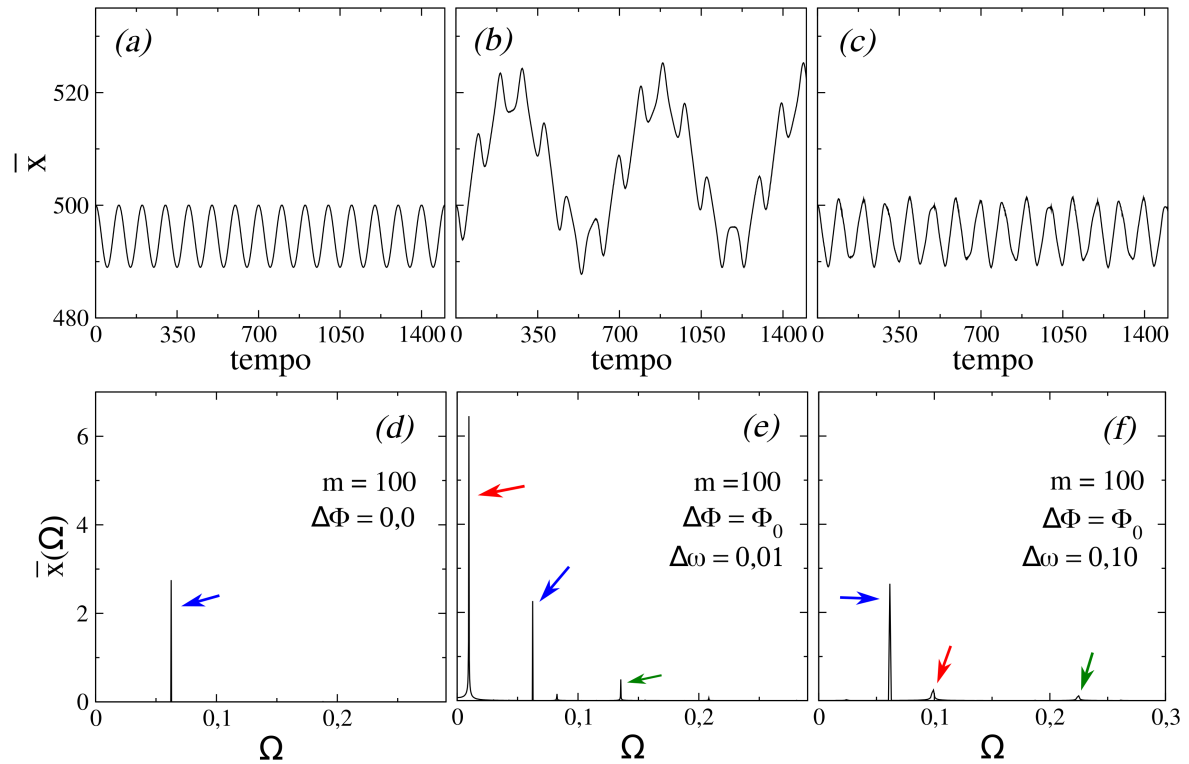 (a)
(b)
(c)
520
500
480
x̄
0 350 700 1050 1400
0 350 700 1050 1400
0 350 700 1050 1400
tempo
tempo
tempo
(d)
(e)
(f)
6
4
2
0
x̄(Ω)
m = 100
ΔΦ = 0,0
m =100
ΔΦ = Φ₀
Δω = 0,01
m = 100
ΔΦ = Φ₀
Δω = 0,10
0 0,1 0,2
0 0,1 0,2
0 0,1 0,2 0,3
Ω
Ω
Ω